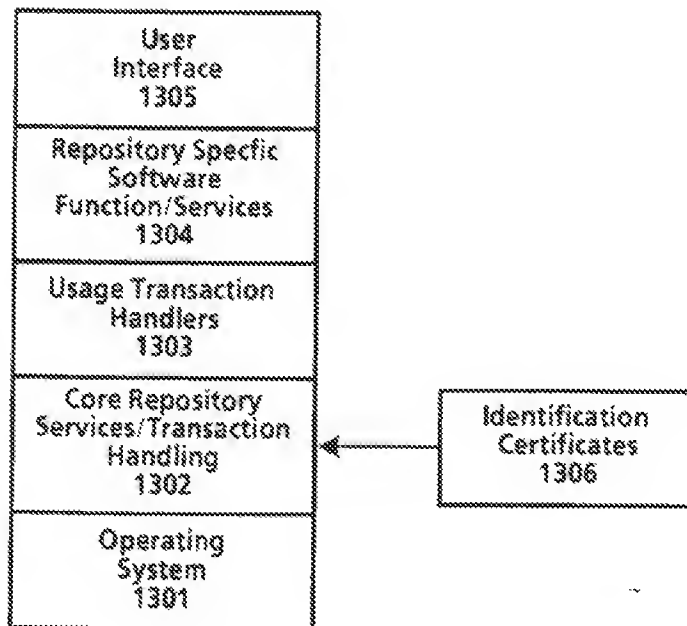 User
Interface
1305
Repository Specfic
Software
Function/Services
1304
Usage Transaction
Handlers
1303
Core Repository
Services/Transaction
Handling
1302
Identification
Certificates
1306
Operating
System
1301